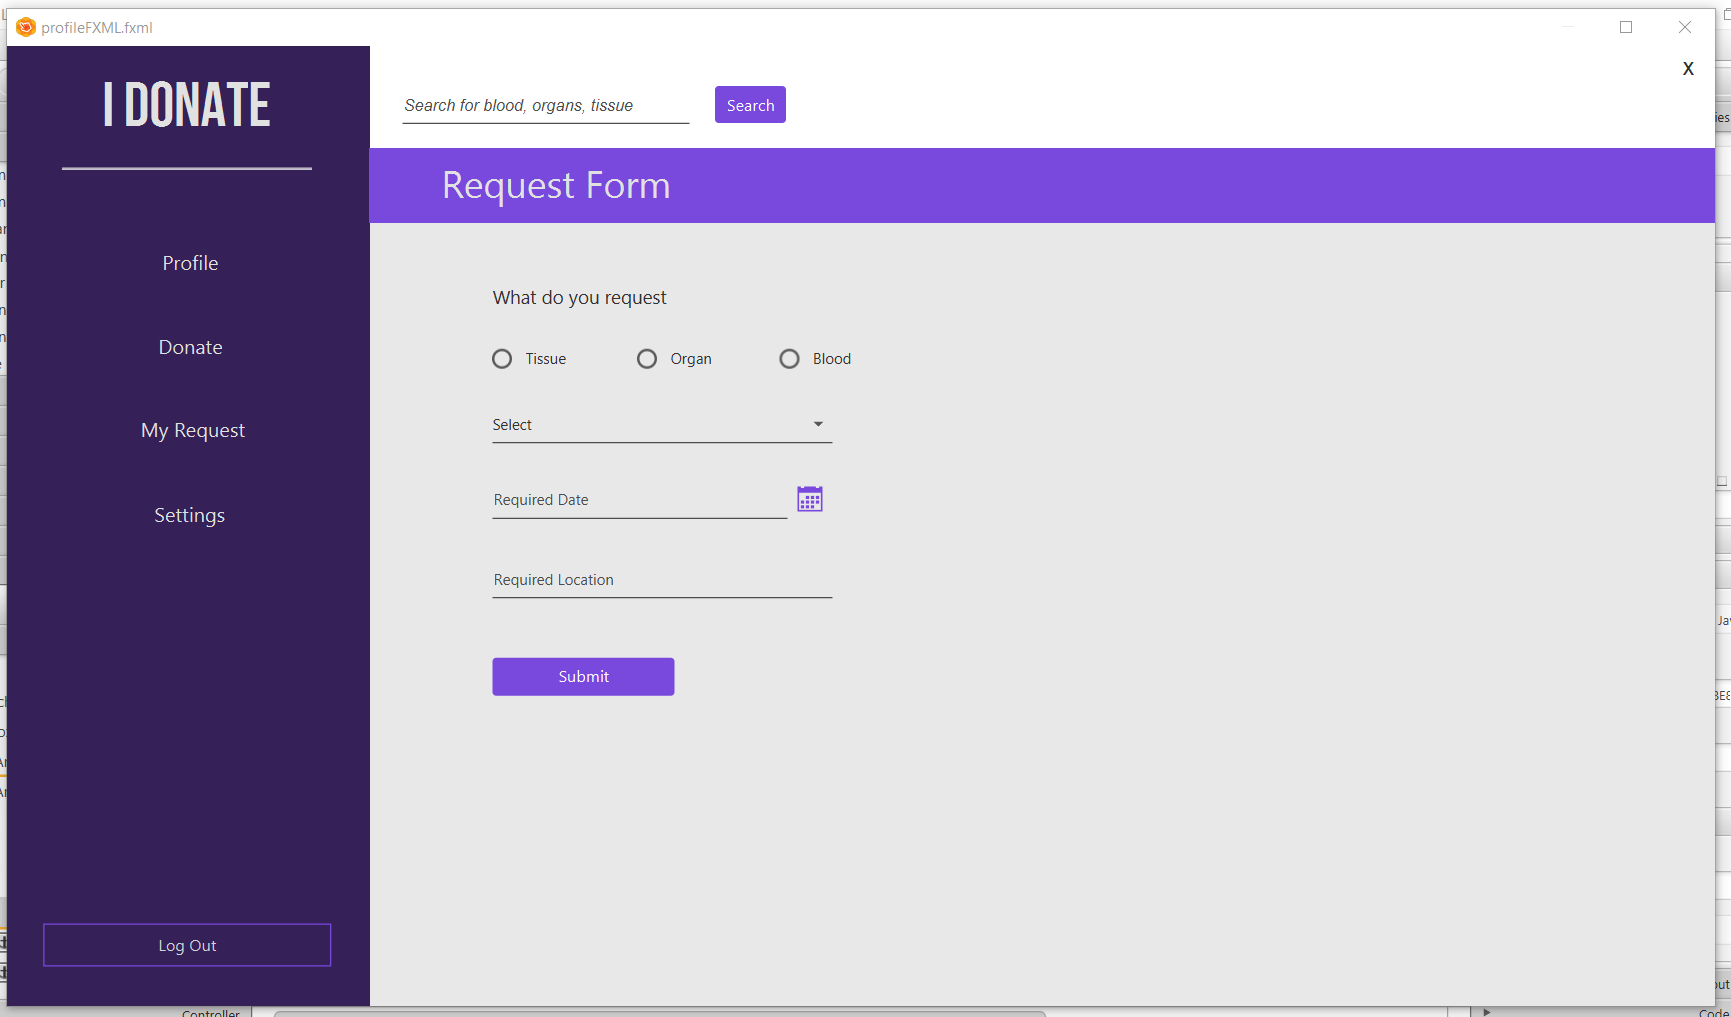 profileFXML.fxml
X
I DONATE
Search for blood, organs, tissue
Search
Request Form
Profile
Donate
My Request
Settings
Log Out
What do you request
Tissue Organ Blood
Select
Required Date
Required Location
Submit
Controller
Code